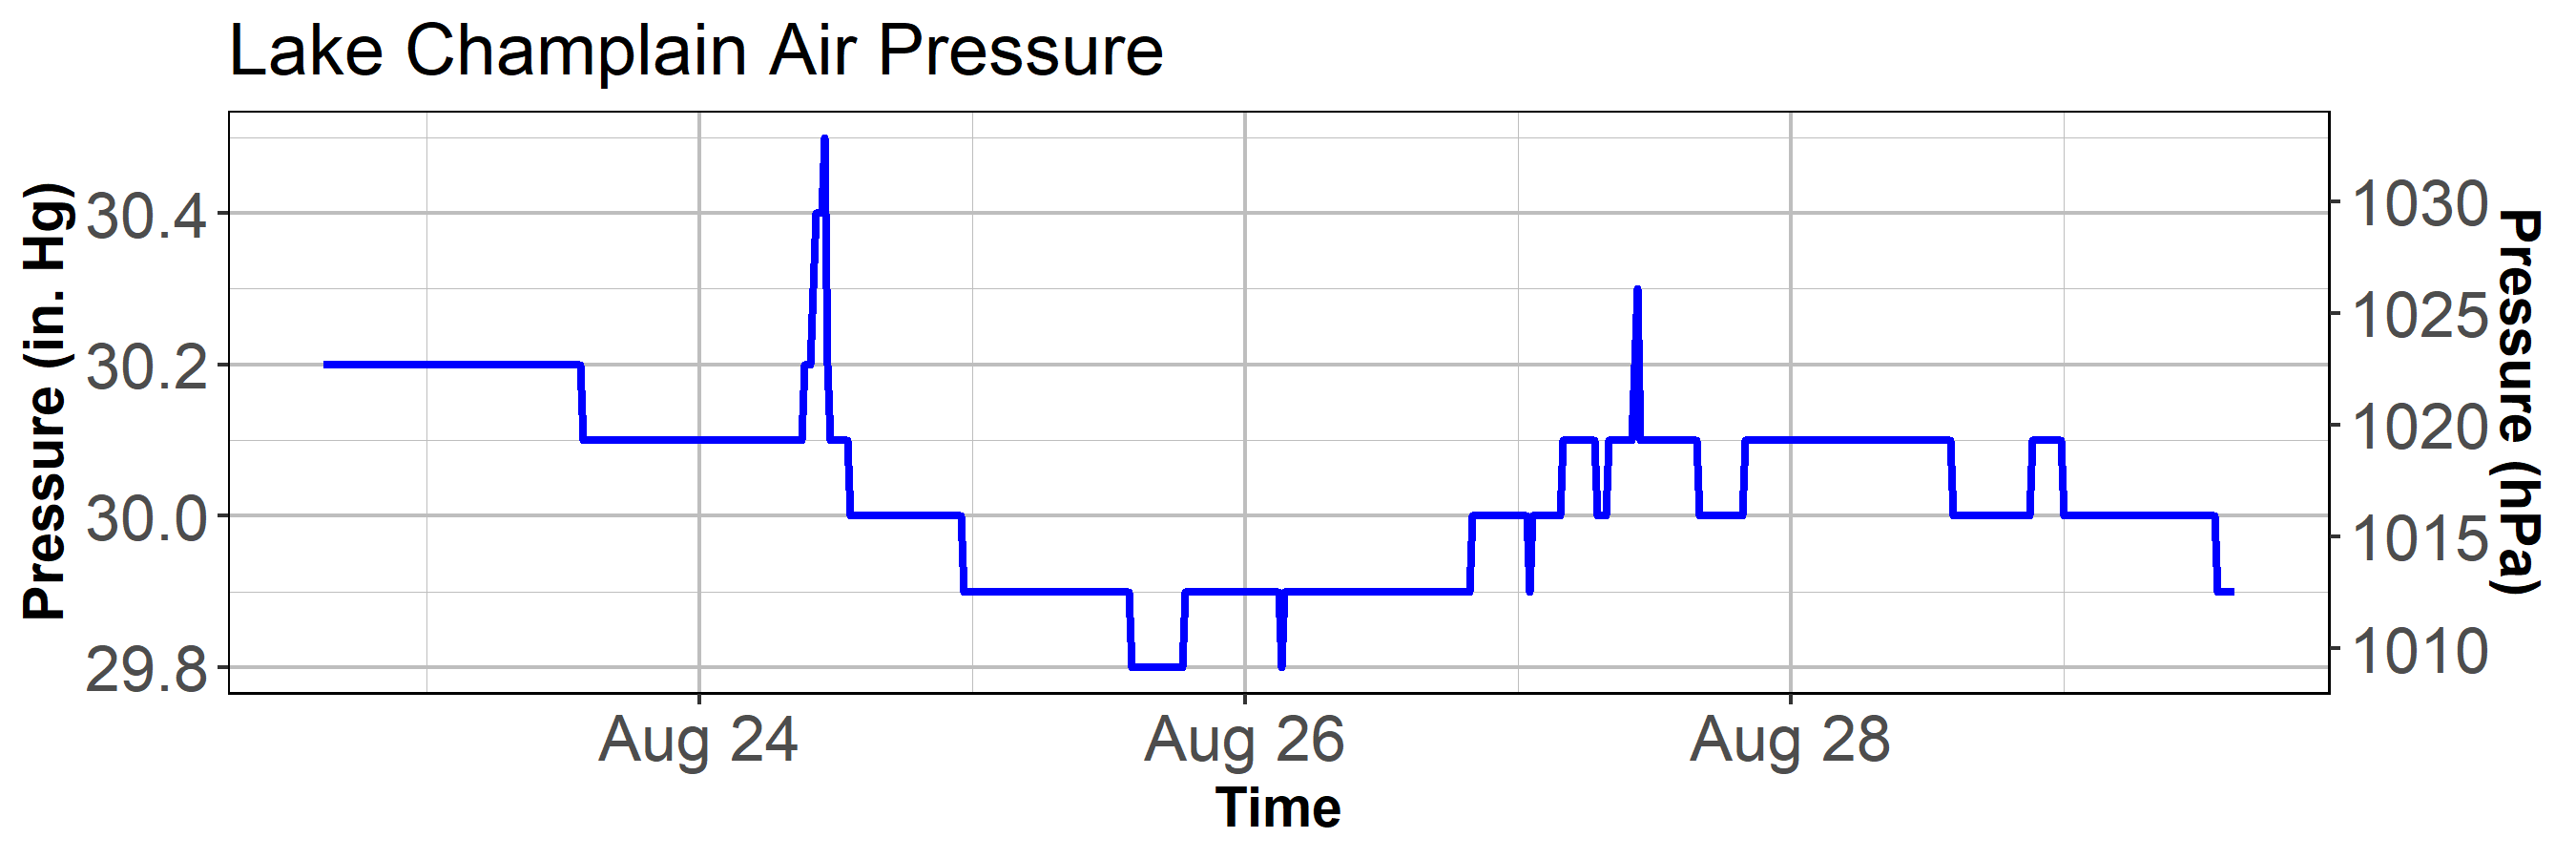 Lake Champlain Air Pressure
Pressure (in. Hg)
30.4
30.2
30.0
29.8
1030
1025
1020
1015
1010
Pressure (hPa)
Aug 24 Aug 26 Aug 28
Time